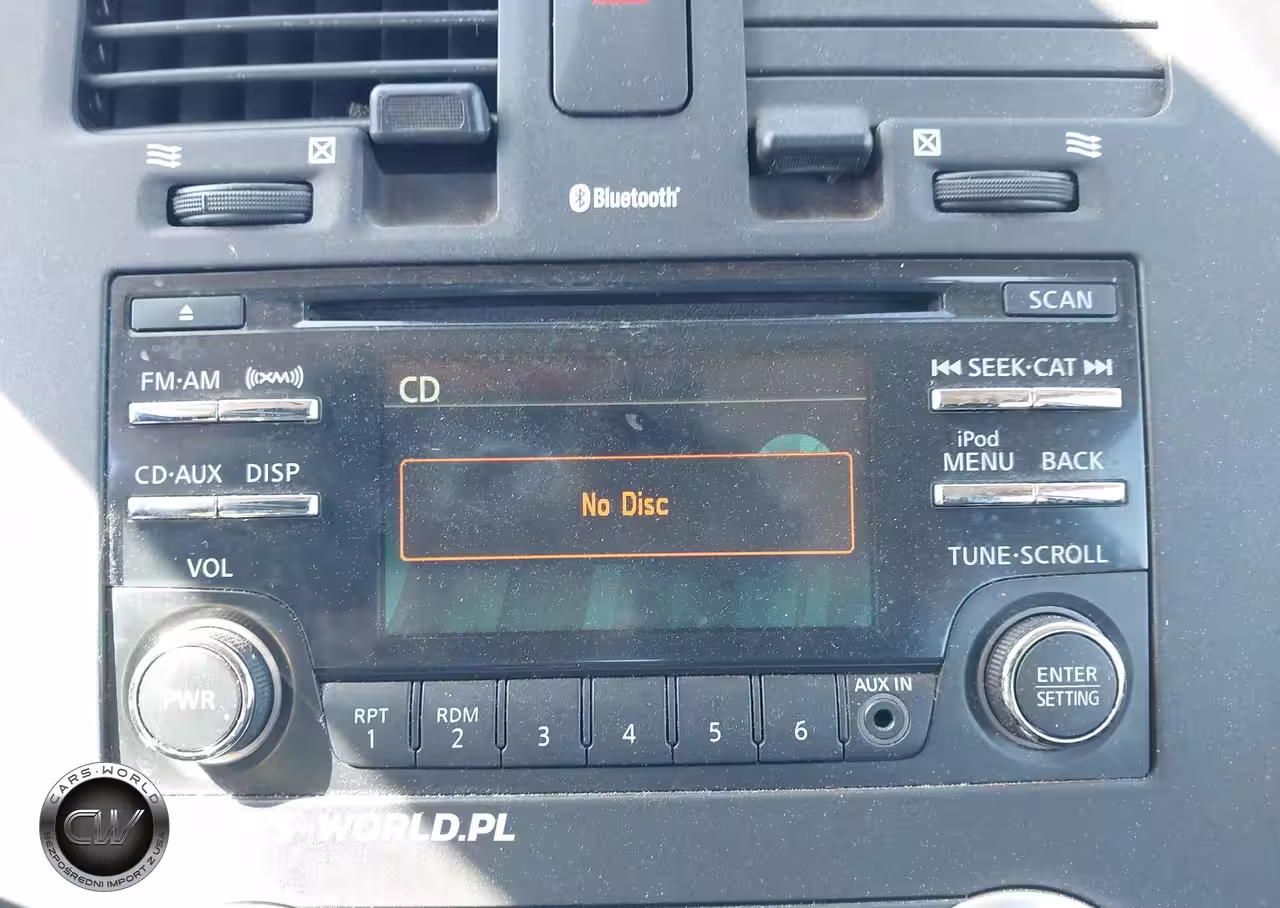 Bluetooth
SCAN
FM·AM XM
SEEK·CAT
CD
iPod
MENU BACK
CD·AUX DISP
No Disc
VOL
TUNE·SCROLL
PWR
ENTER
SETTING
RPT
1
RDM
2
3
4
5
6
AUX IN
CARS·WORLD
CW
BEZPOŚREDNI IMPORT Z USA
WORLD.PL